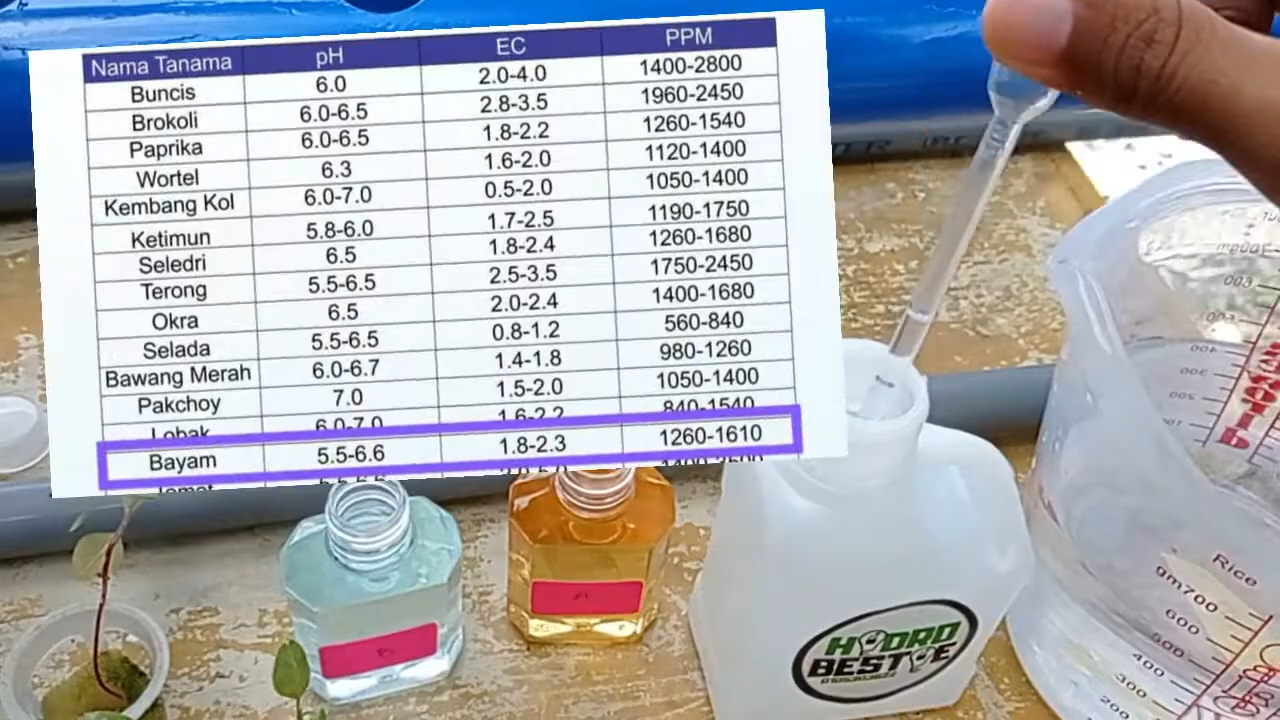 Nama Tanama pH EC PPM
Buncis 6.0 2.0-4.0 1400-2800
Brokoli 6.0-6.5 2.8-3.5 1960-2450
Paprika 6.0-6.5 1.8-2.2 1260-1540
Wortel 6.3 1.6-2.0 1120-1400
Kembang Kol 6.0-7.0 0.5-2.0 1050-1400
Ketimun 5.8-6.0 1.7-2.5 1190-1750
Seledri 6.5 1.8-2.4 1260-1680
Terong 5.5-6.5 2.5-3.5 1750-2450
Okra 6.5 2.0-2.4 1400-1680
Selada 5.5-6.5 0.8-1.2 560-840
Bawang Merah 6.0-6.7 1.4-1.8 980-1260
Pakchoy 7.0 1.5-2.0 1050-1400
Lobak 6.0-7.0 1.6-2.2 840-1540
Bayam 5.5-6.6 1.8-2.3 1260-1610
HYDRO
BESTIE
Rice
gm700
600
500
400
300
200